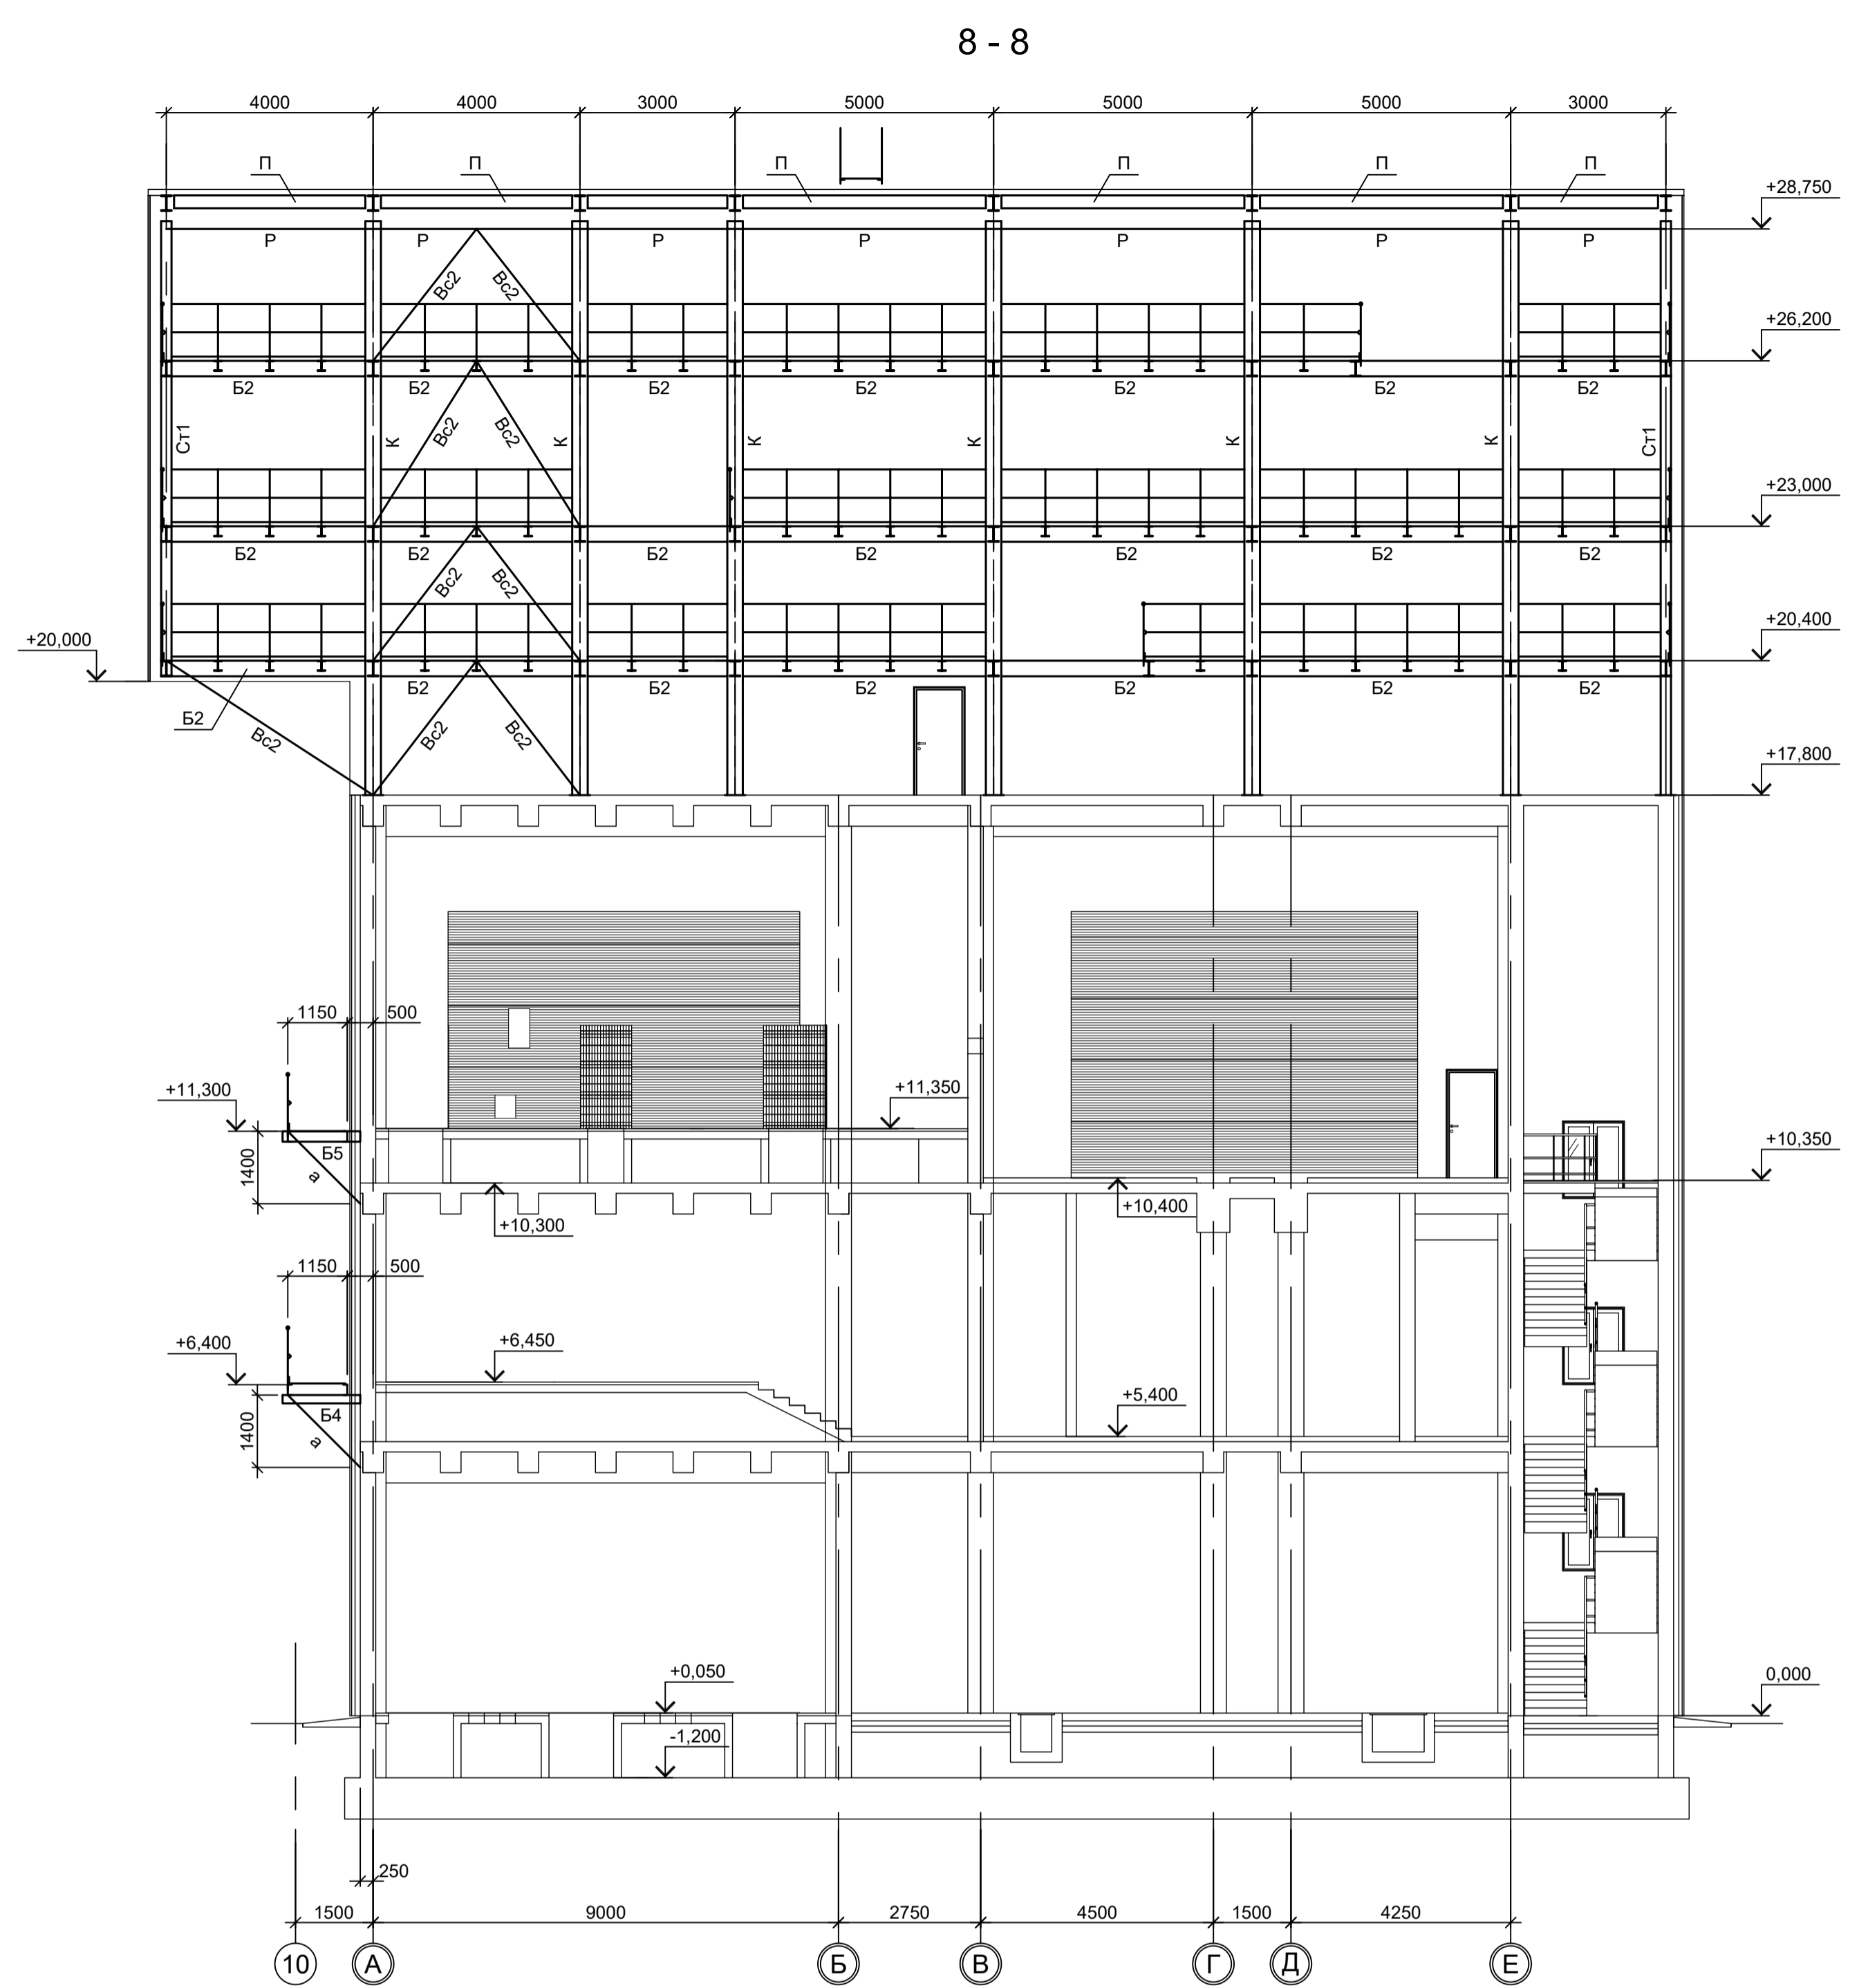 8 - 8
4000 4000 3000 5000 5000 5000 3000
П П П П П П
+28,750
Р Р Р Р Р Р Р
Вс2 Вс2
+26,200
Б2 Б2 Б2 Б2 Б2 Б2 Б2
Ст1 К Вс2 Вс2 К К К К К Ст1
+23,000
Б2 Б2 Б2 Б2 Б2 Б2 Б2
Вс2 Вс2
+20,000 +20,400
Б2 Б2 Б2 Б2 Б2 Б2
Б2
Вс2 Вс2 Вс2
+17,800
1150 500
+11,300 +11,350
Б5
+10,350
1400 а
+10,300 +10,400
1150 500
+6,400 +6,450
+5,400
Б4
1400 а
+0,050 0,000
-1,200
250
1500 9000 2750 4500 1500 4250
10 А Б В Г Д Е